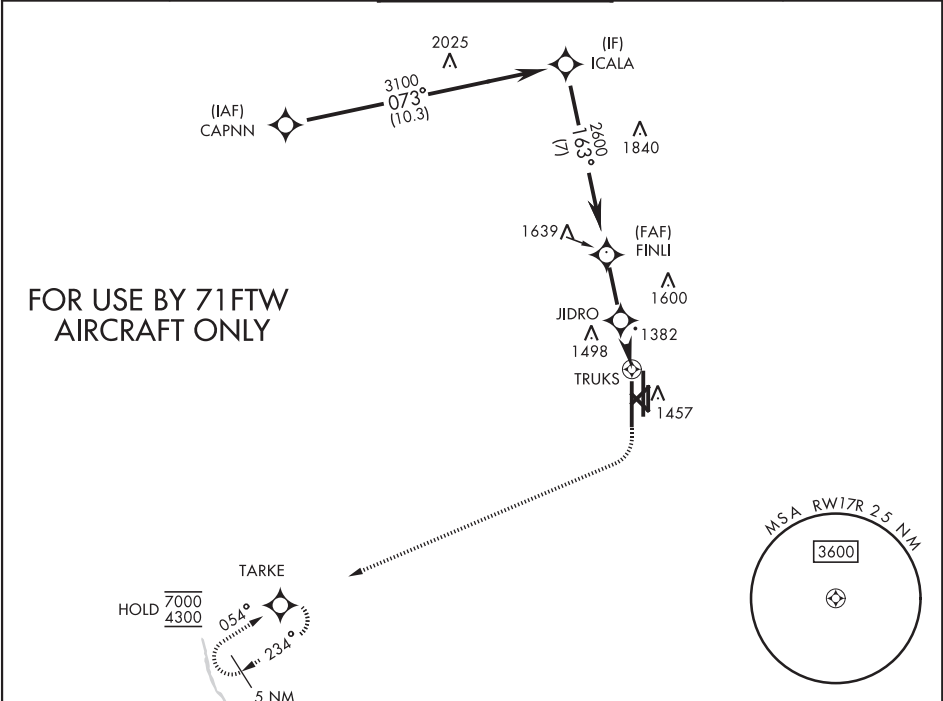 2025
(IF)
ICALA
3100
073°
(10.3)
(IAF)
CAPNN
2600
163°
(7)
1840
1639
(FAF)
FINLI
1600
FOR USE BY 71FTW
AIRCRAFT ONLY
JIDRO
1382
1498
TRUKS
1457
MSA RW17R 25 NM
3600
TARKE
HOLD 7000
4300
054°
234°
5 NM